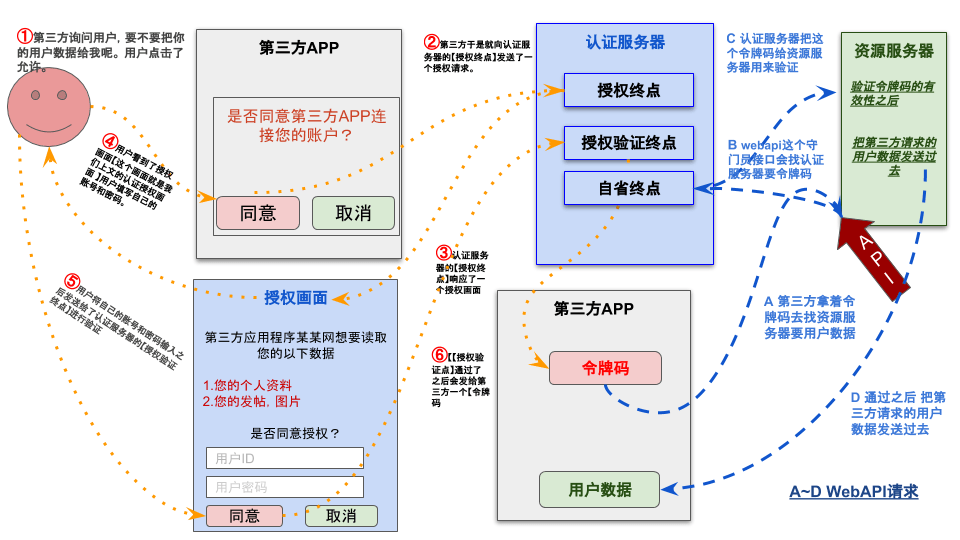 ①第三方询问用户，要不要把你
的用户数据给我呢。用户点击了
允许。
第三方APP
是否同意第三方APP连
接您的账户？
同意
取消
②第三方于是就向认证服
务器的【授权终点】发送了一
个授权请求。
认证服务器
授权终点
授权验证终点
自省终点
C 认证服务器把这
个令牌码给资源服
务器用来验证
资源服务器
验证令牌码的有
效性之后
把第三方请求的
用户数据发送过
去
B webapi这个守
门员接口会找认证
服务器要令牌码
API
④用户看到了授权
画面【这个画面就是我
们上文的认证授权画
面】用户填写自己的
账号和密码。
③认证服务
器的【授权终
点】响应了一
个授权画面
⑤用户将自己的账号和密码输入之
后发送给了认证服务器的【授权验证
终点】进行验证
授权画面
第三方应用程序某某网想要读取
您的以下数据
1.您的个人资料
2.您的发帖，图片
是否同意授权？
用户ID
用户密码
同意
取消
⑥【【授权验
证点】通过了
之后会发给第
三方一个【令牌
码
第三方APP
令牌码
用户数据
A 第三方拿着令
牌码去找资源服
务器要用户数据
D 通过之后 把第
三方请求的用户
数据发送过去
A~D WebAPI请求